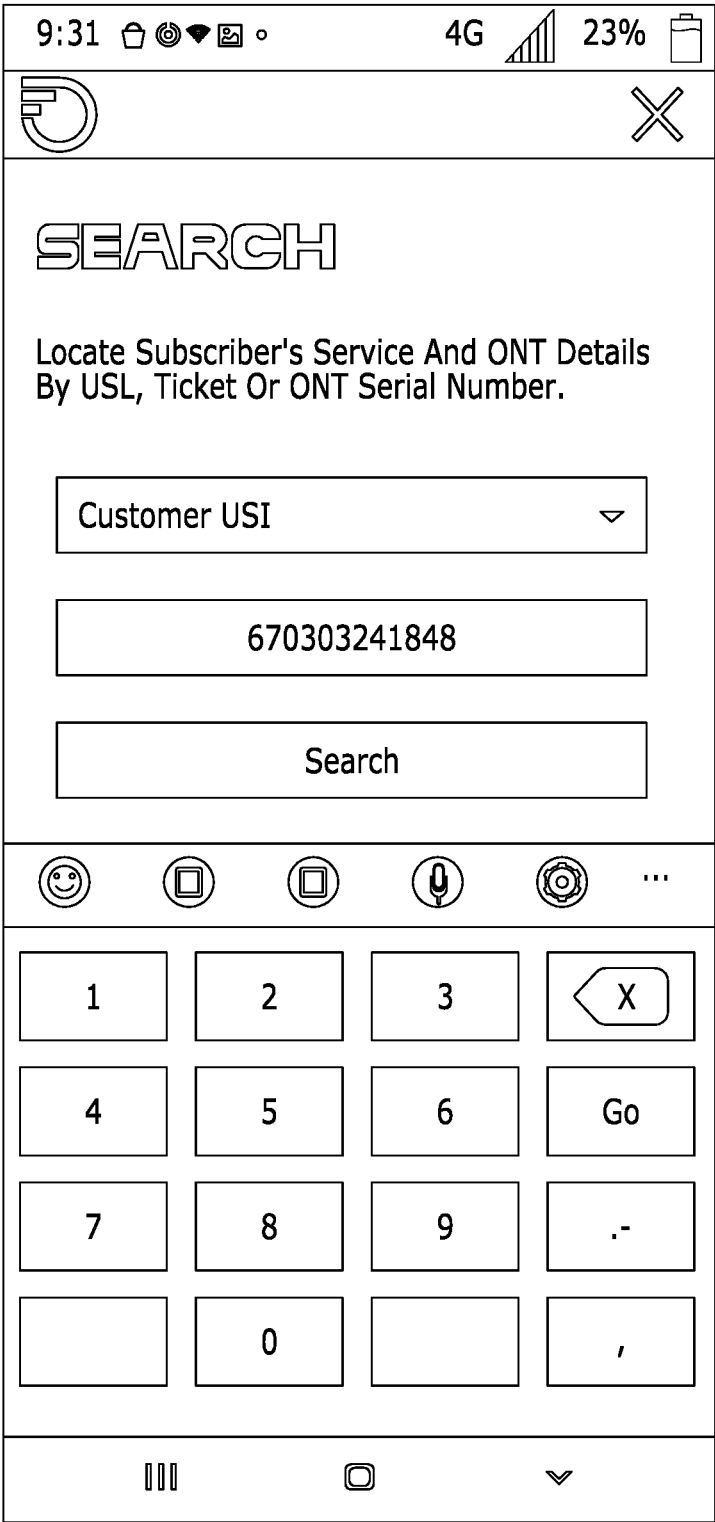 9:31 4G 23%
SEARCH
Locate Subscriber's Service And ONT Details
By USL, Ticket Or ONT Serial Number.
Customer USI
670303241848
Search
1 2 3 X
4 5 6 Go
7 8 9 .-
0 ,